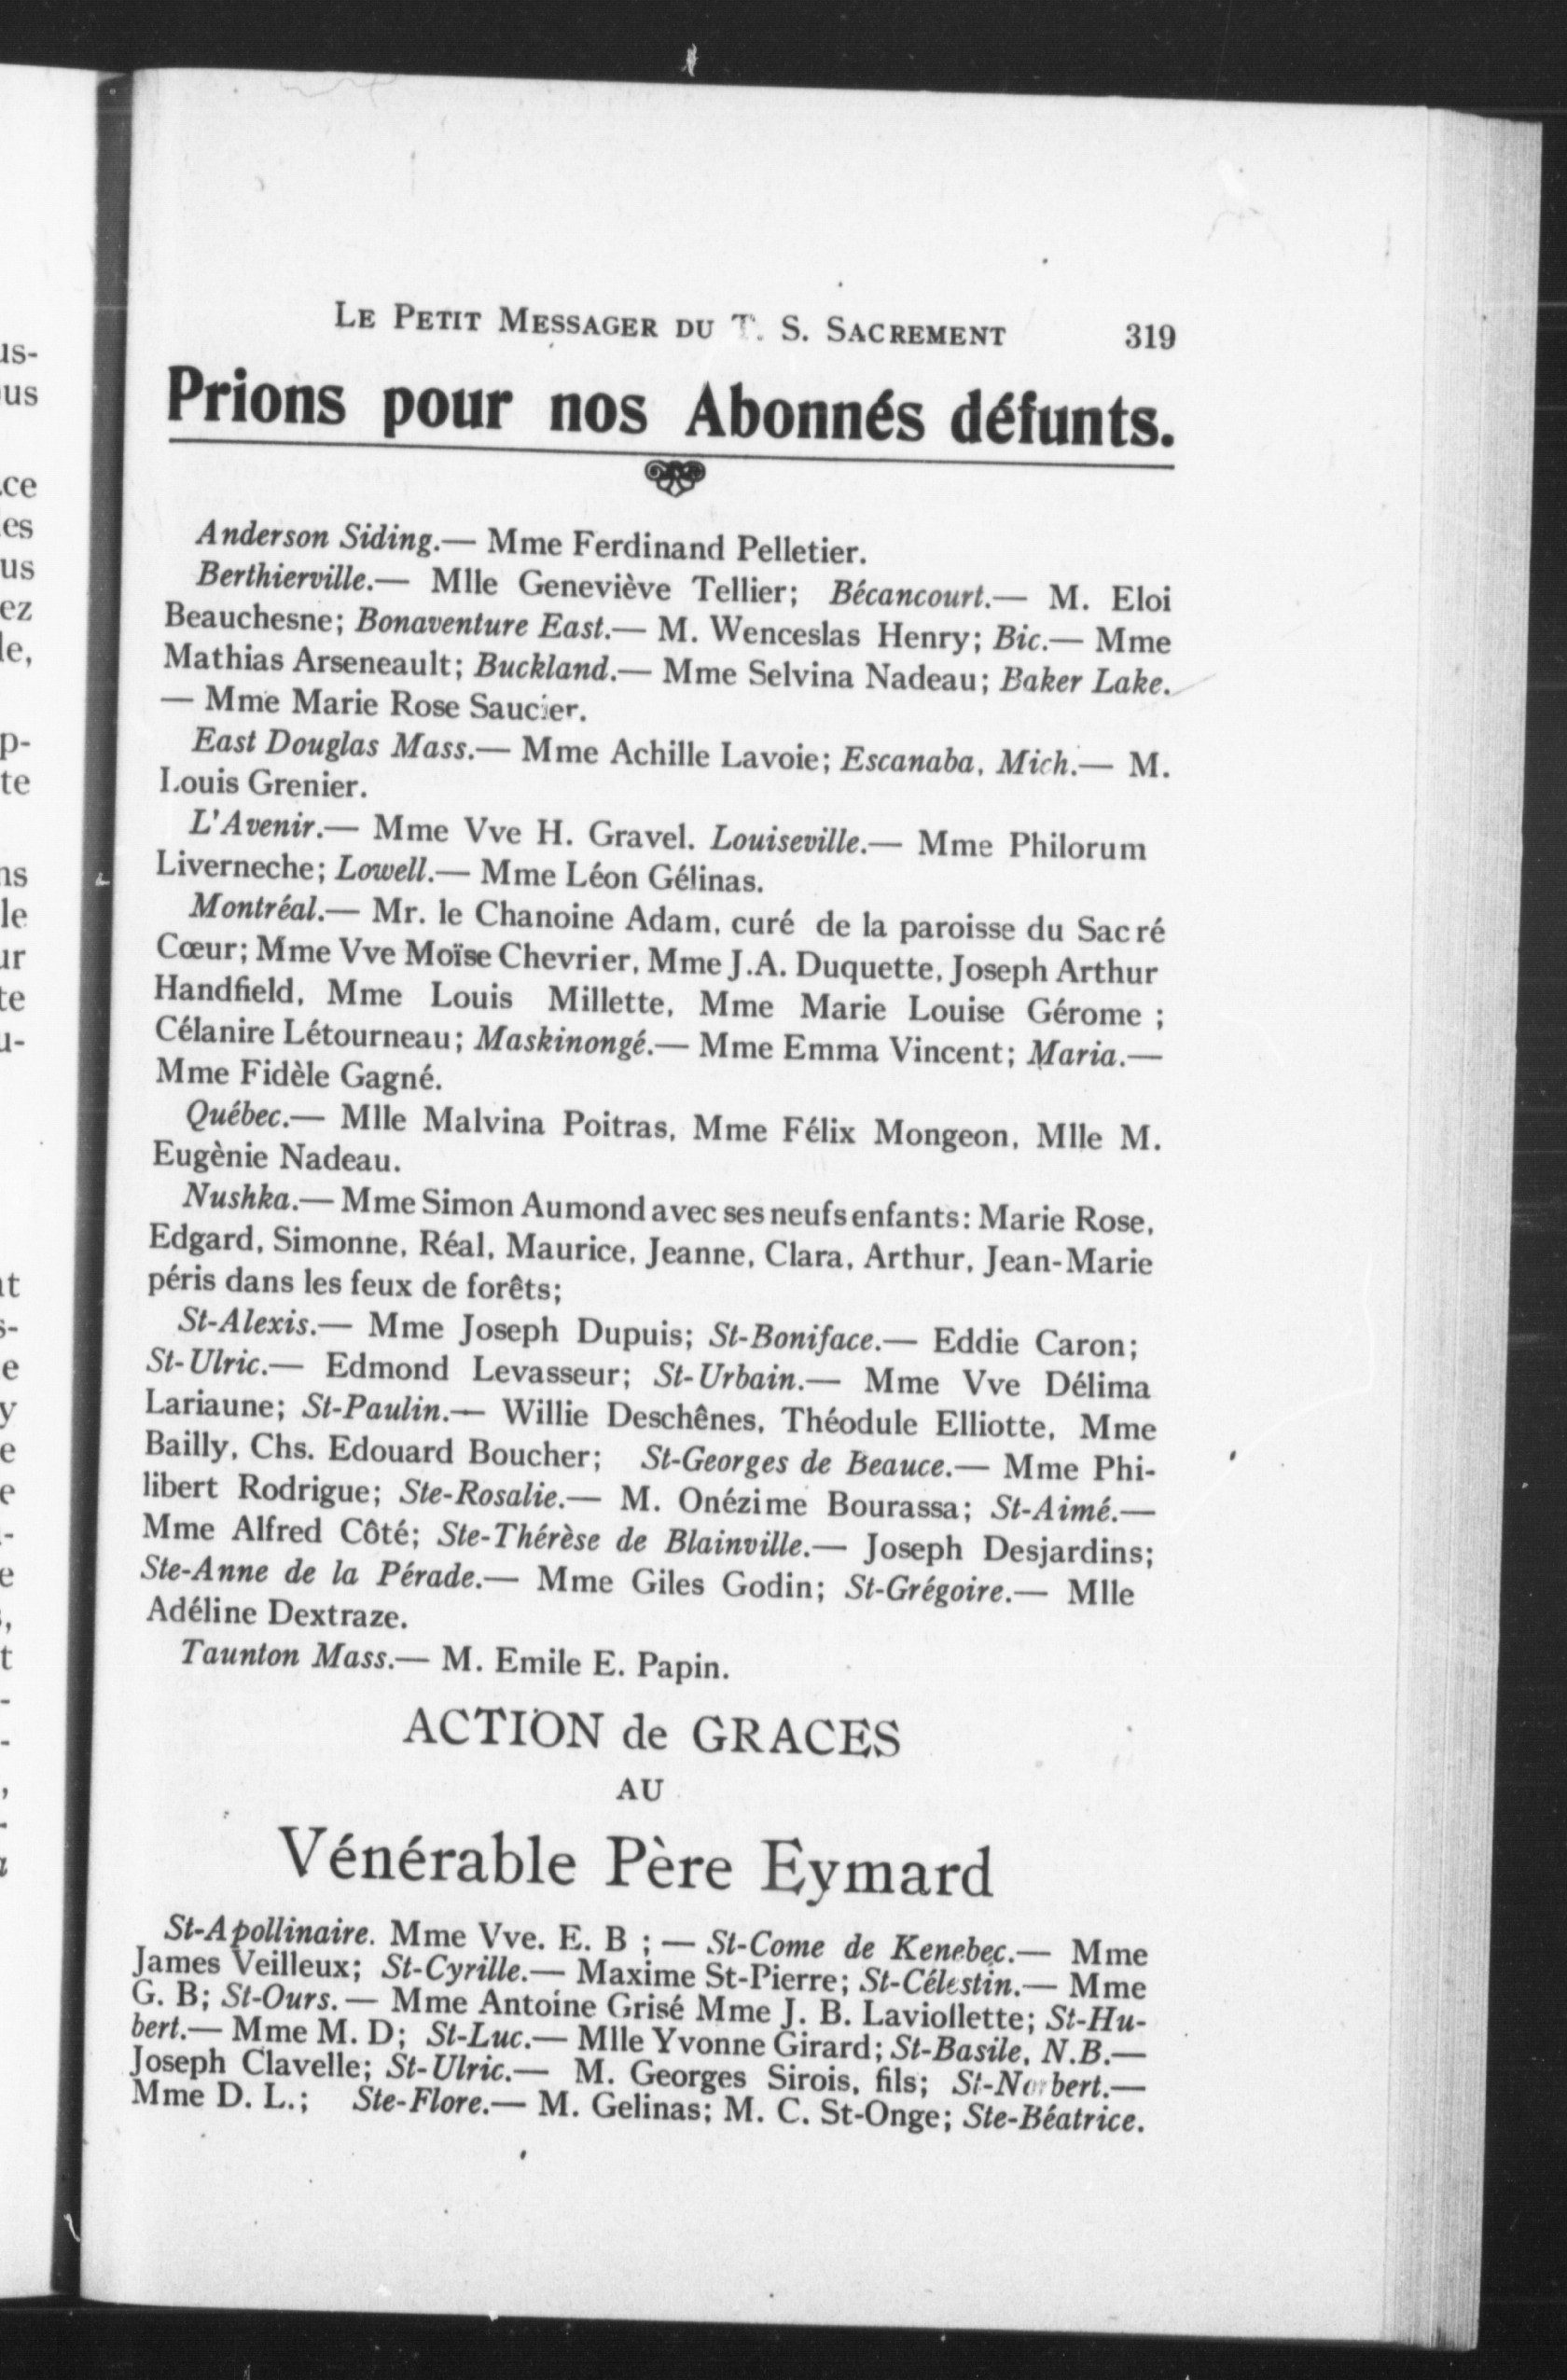 LE PETIT MESSAGER DU T. S. SACREMENT 319
Prions pour nos Abonnés défunts.
Anderson Siding.— Mme Ferdinand Pelletier.
Berthierville.— Mlle Geneviève Tellier; Bécancourt.— M. Eloi
Beauchesne; Bonaventure East.— M. Wenceslas Henry; Bic.— Mme
Mathias Arseneault; Buckland.— Mme Selvina Nadeau; Baker Lake.
— Mme Marie Rose Saucier.
East Douglas Mass.— Mme Achille Lavoie; Escanaba, Mich.— M.
Louis Grenier.
L'Avenir.— Mme Vve H. Gravel. Louiseville.— Mme Philorum
Liverneche; Lowell.— Mme Léon Gélinas.
Montréal.— Mr. le Chanoine Adam, curé de la paroisse du Sacré
Cœur; Mme Vve Moïse Chevrier, Mme J.A. Duquette, Joseph Arthur
Handfield, Mme Louis Millette, Mme Marie Louise Gérome ;
Célanire Létourneau; Maskinongé.— Mme Emma Vincent; Maria.—
Mme Fidèle Gagné.
Québec.— Mlle Malvina Poitras, Mme Félix Mongeon, Mlle M.
Eugènie Nadeau.
Nushka.— Mme Simon Aumond avec ses neufs enfants: Marie Rose,
Edgard, Simonne, Réal, Maurice, Jeanne, Clara, Arthur, Jean-Marie
péris dans les feux de forêts;
St-Alexis.— Mme Joseph Dupuis; St-Boniface.— Eddie Caron;
St-Ulric.— Edmond Levasseur; St-Urbain.— Mme Vve Délima
Lariaune; St-Paulin.— Willie Deschênes, Théodule Elliotte, Mme
Bailly, Chs. Edouard Boucher; St-Georges de Beauce.— Mme Phi-
libert Rodrigue; Ste-Rosalie.— M. Onézime Bourassa; St-Aimé.—
Mme Alfred Côté; Ste-Thérèse de Blainville.— Joseph Desjardins;
Ste-Anne de la Pérade.— Mme Giles Godin; St-Grégoire.— Mlle
Adéline Dextraze.
Taunton Mass.— M. Emile E. Papin.
ACTION de GRACES
AU
Vénérable Père Eymard
St-Apollinaire. Mme Vve. E. B ; — St-Come de Kenebec.— Mme
James Veilleux; St-Cyrille.— Maxime St-Pierre; St-Célestin.— Mme
G. B; St-Ours.— Mme Antoine Grisé Mme J. B. Laviollette; St-Hu-
bert.— Mme M. D; St-Luc.— Mlle Yvonne Girard; St-Basile, N.B.—
Joseph Clavelle; St-Ulric.— M. Georges Sirois, fils; St-Norbert.—
Mme D. L.; Ste-Flore.— M. Gelinas; M. C. St-Onge; Ste-Béatrice.